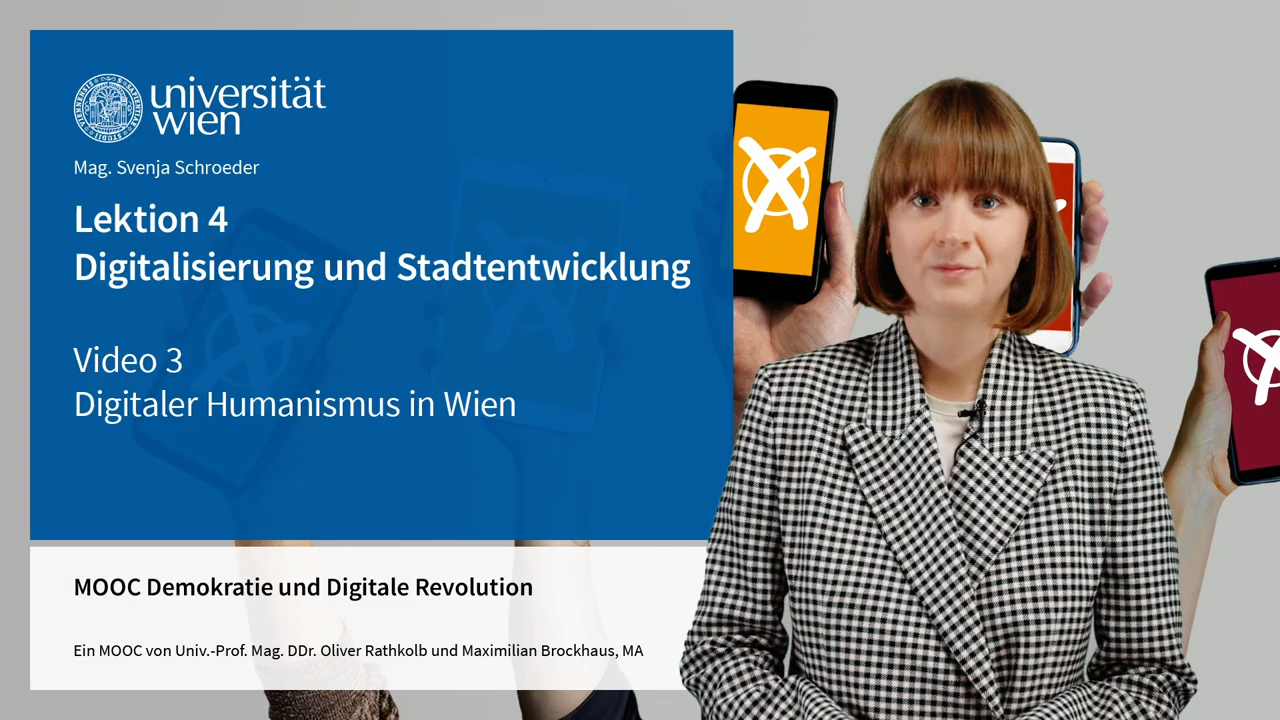 universität
wien
Mag. Svenja Schroeder
Lektion 4
Digitalisierung und Stadtentwicklung
Video 3
Digitaler Humanismus in Wien
MOOC Demokratie und Digitale Revolution
Ein MOOC von Univ.-Prof. Mag. DDr. Oliver Rathkolb und Maximilian Brockhaus, MA